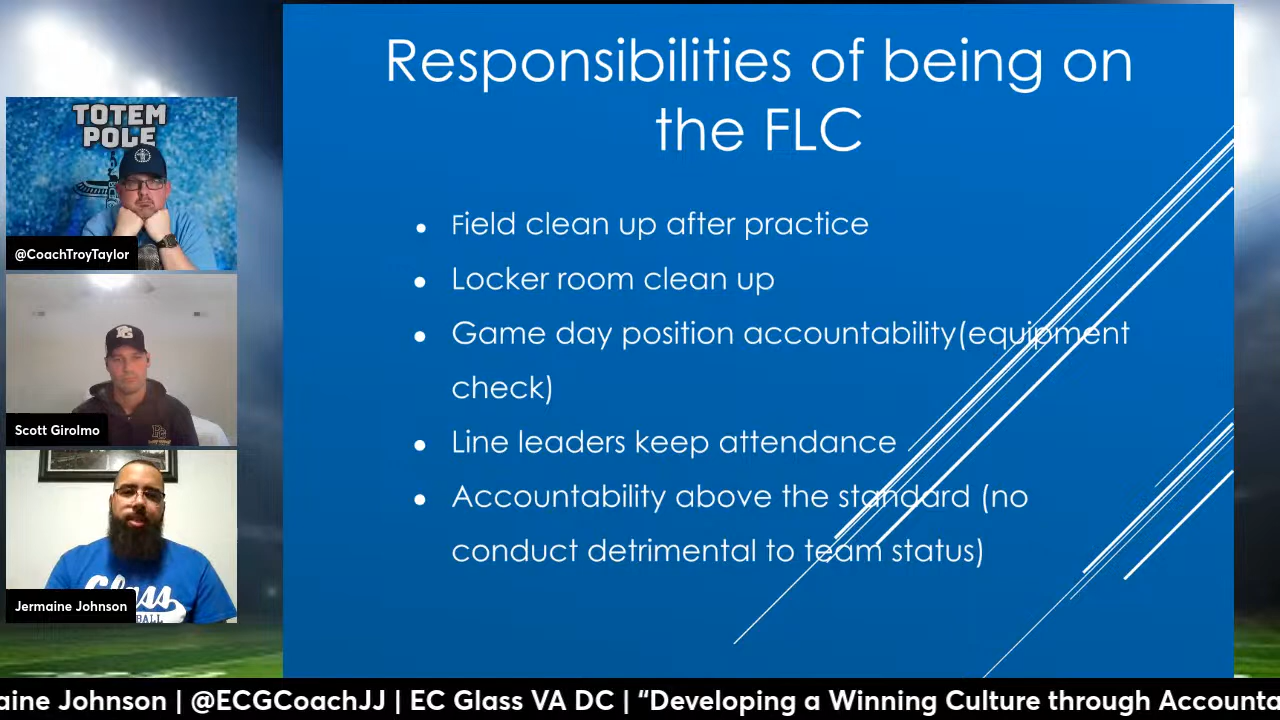 Responsibilities of being on
the FLC
• Field clean up after practice
• Locker room clean up
• Game day position accountability(equipment
check)
• Line leaders keep attendance
• Accountability above the standard (no
conduct detrimental to team status)
TOTEM
POLE
@CoachTroyTaylor
Scott Girolmo
Glass
BALL
Jermaine Johnson
aine Johnson | @ECGCoachJJ | EC Glass VA DC | “Developing a Winning Culture through Accounta